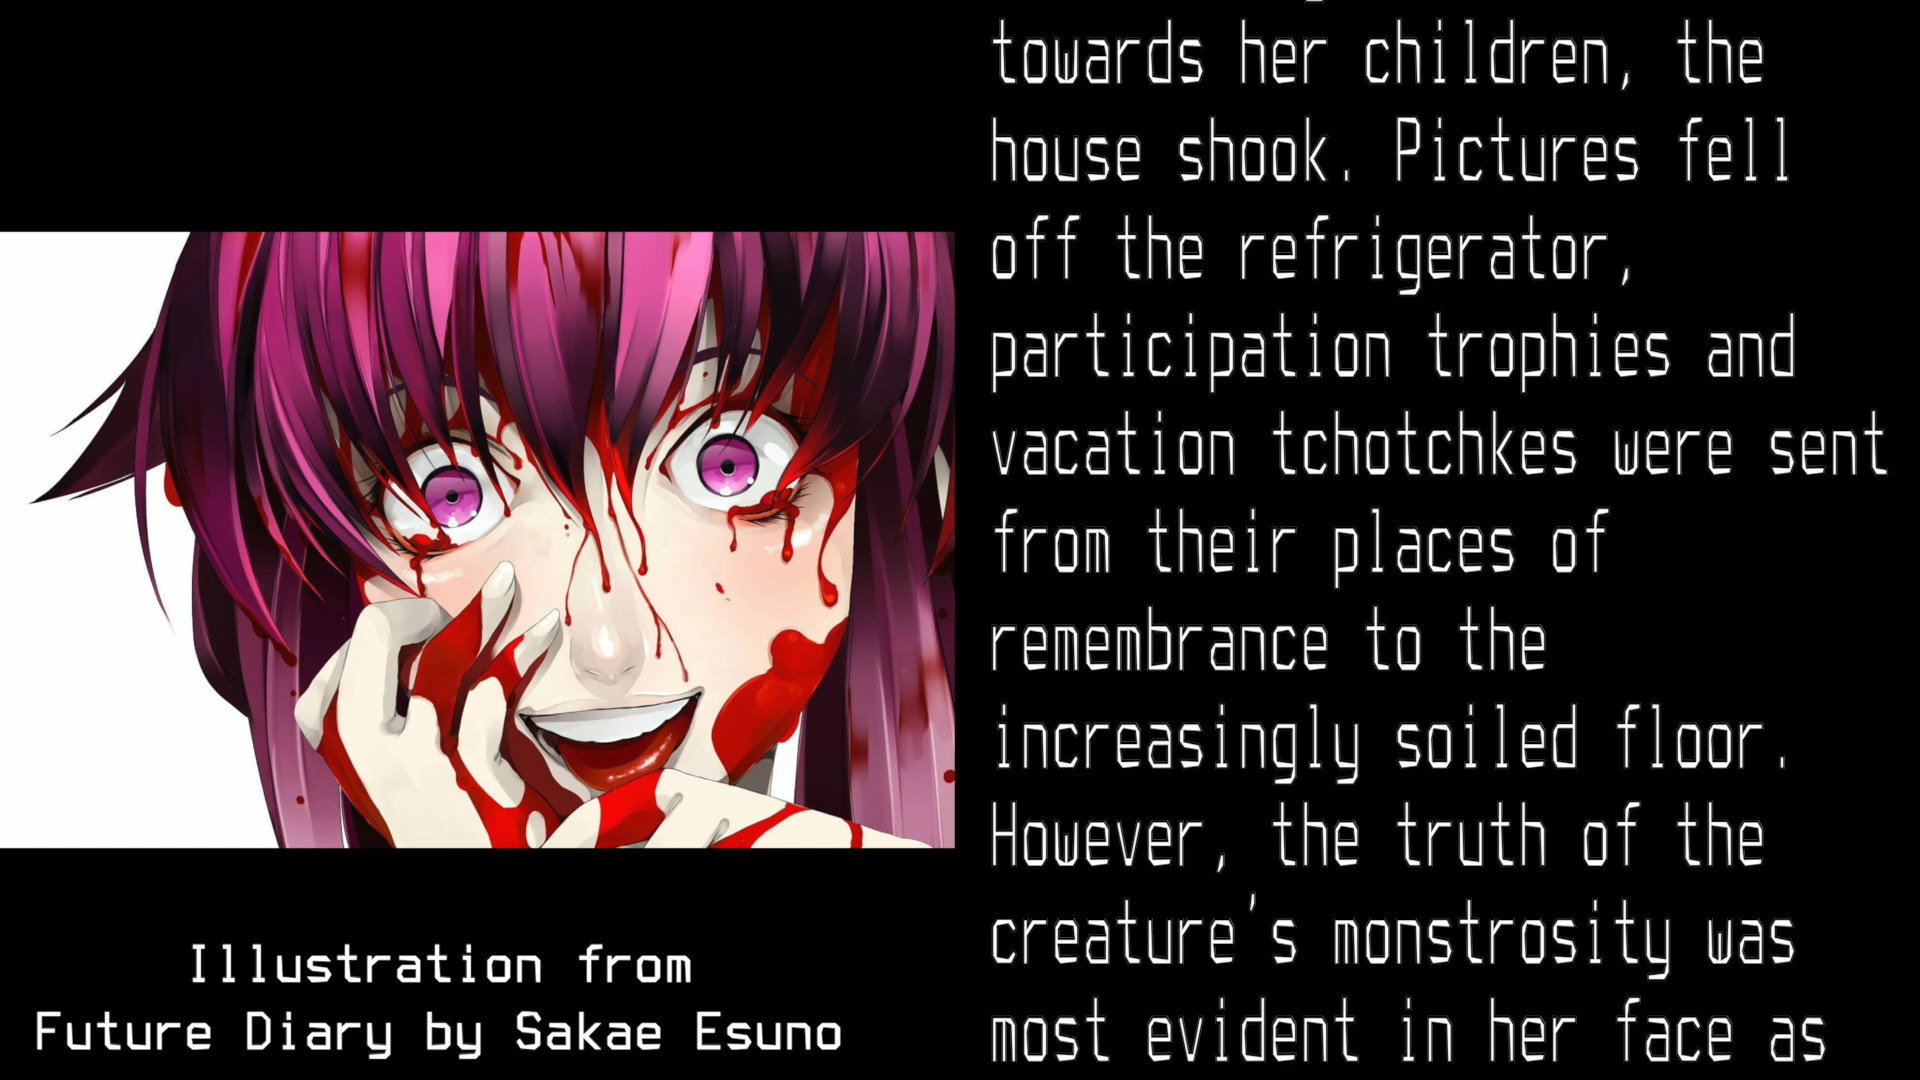 towards her children, the
house shook. Pictures fell
off the refrigerator,
participation trophies and
vacation tchotchkes were sent
from their places of
remembrance to the
increasingly soiled floor.
However, the truth of the
creature's monstrosity was
most evident in her face as
Illustration from
Future Diary by Sakae Esuno